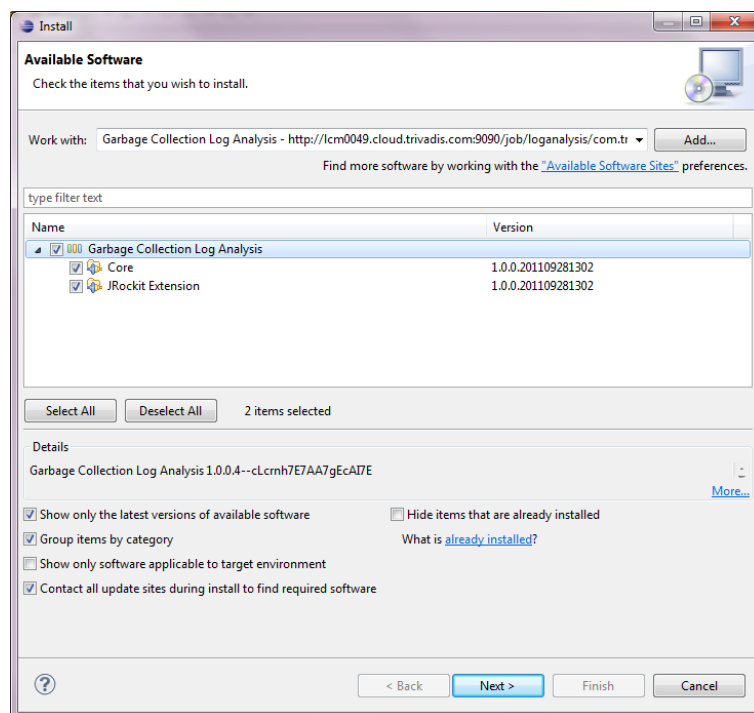 Install
Available Software
Check the items that you wish to install.
Work with: Garbage Collection Log Analysis - http://lcm0049.cloud.trivadis.com:9090/job/loganalysis/com.tr Add...
Find more software by working with the "Available Software Sites" preferences.
type filter text
Name Version
Garbage Collection Log Analysis
Core 1.0.0.201109281302
JRockit Extension 1.0.0.201109281302
Select All Deselect All 2 items selected
Details
Garbage Collection Log Analysis 1.0.0.4--cLcrnh7E7AA7gEcAI7E
More...
Show only the latest versions of available software Hide items that are already installed
Group items by category What is already installed?
Show only software applicable to target environment
Contact all update sites during install to find required software
? < Back Next > Finish Cancel